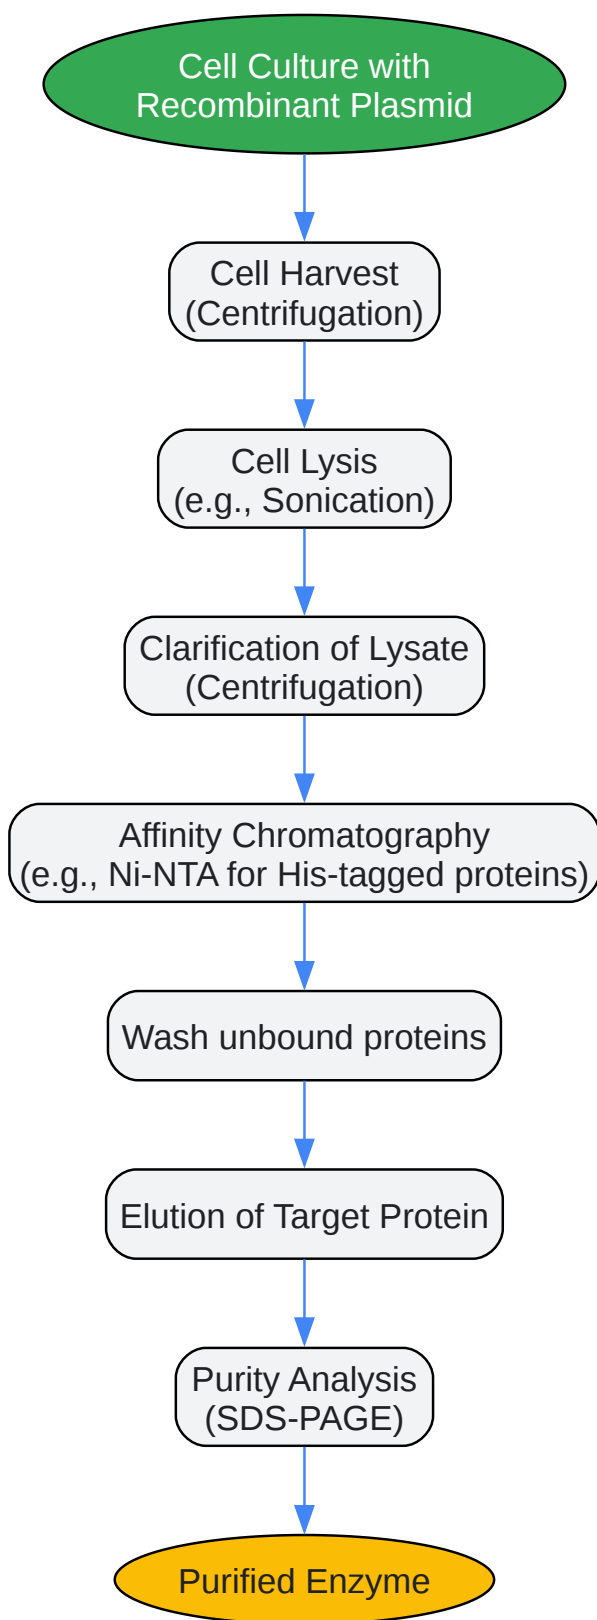 Cell Culture with
Recombinant Plasmid
Cell Harvest
(Centrifugation)
Cell Lysis
(e.g., Sonication)
Clarification of Lysate
(Centrifugation)
Affinity Chromatography
(e.g., Ni-NTA for His-tagged proteins)
Wash unbound proteins
Elution of Target Protein
Purity Analysis
(SDS-PAGE)
Purified Enzyme